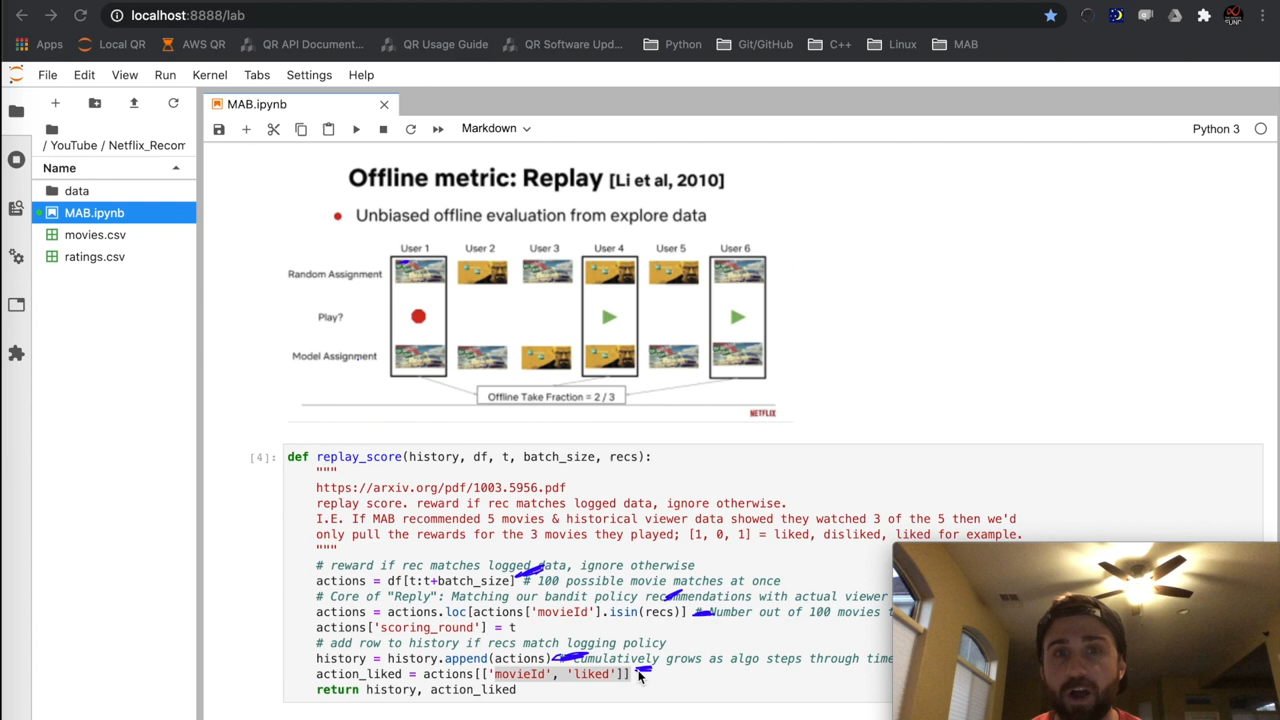 localhost:8888/lab
Apps Local QR AWS QR QR API Document... QR Usage Guide QR Software Upd... Python Git/GitHub C++ Linux MAB
File Edit View Run Kernel Tabs Settings Help
MAB.ipynb
Markdown
Python 3
/ YouTube / Netflix_Recom
Name
data
MAB.ipynb
movies.csv
ratings.csv
Offline metric: Replay [Li et al, 2010]
Unbiased offline evaluation from explore data
User 1 User 2 User 3 User 4 User 5 User 6
Random Assignment
Play?
Model Assignment
Offline Take Fraction = 2 / 3
NETFLIX
[4]:
def replay_score(history, df, t, batch_size, recs):
"""
https://arxiv.org/pdf/1003.5956.pdf
replay score. reward if rec matches logged data, ignore otherwise.
I.E. If MAB recommended 5 movies & historical viewer data showed they watched 3 of the 5 then we'd
only pull the rewards for the 3 movies they played; [1, 0, 1] = liked, disliked, liked for example.
"""
# reward if rec matches logged data, ignore otherwise
actions = df[t:t+batch_size] # 100 possible movie matches at once
# Core of "Reply": Matching our bandit policy recommendations with actual viewer
actions = actions.loc[actions['movieId'].isin(recs)] # Number out of 100 movies
actions['scoring_round'] = t
# add row to history if recs match logging policy
history = history.append(actions) # Cumulatively grows as algo steps through time
action_liked = actions[['movieId', 'liked']]
return history, action_liked